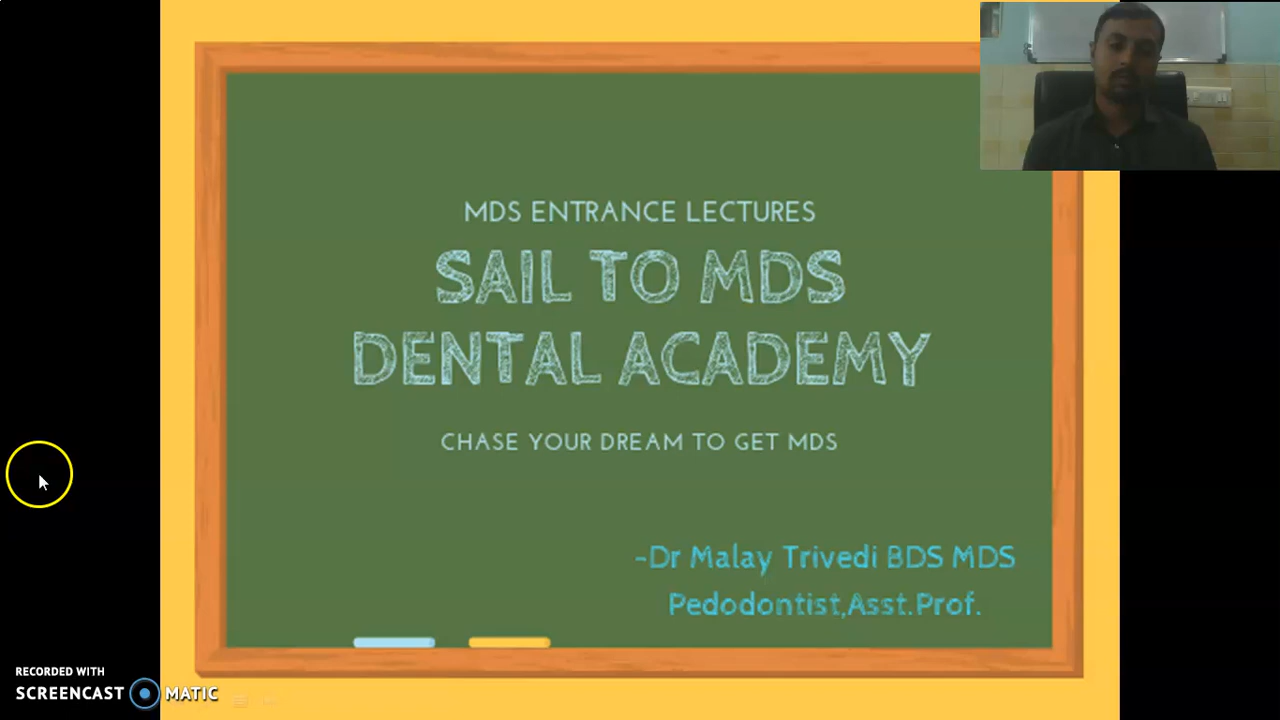 MDS ENTRANCE LECTURES
SAIL TO MDS
DENTAL ACADEMY
CHASE YOUR DREAM TO GET MDS
-Dr Malay Trivedi BDS MDS
Pedodontist,Asst.Prof.
RECORDED WITH
SCREENCAST MATIC